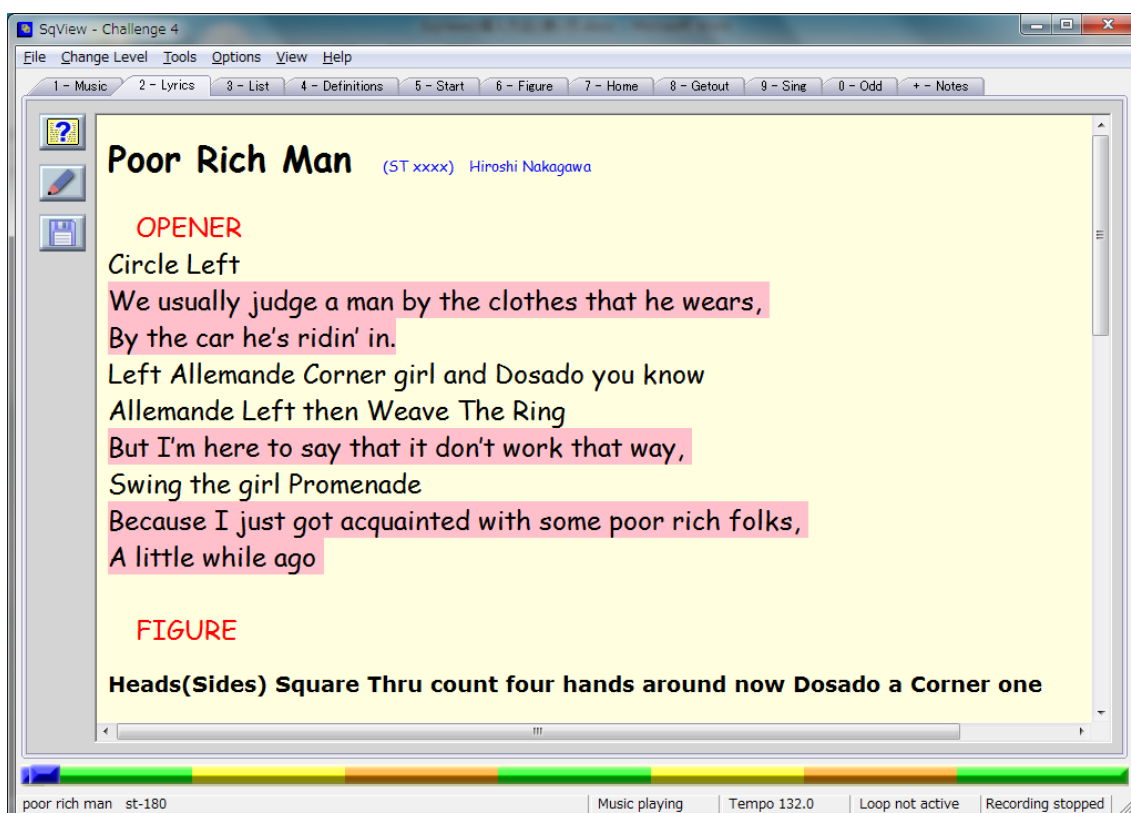 SqView - Challenge 4
File Change Level Tools Options View Help
1 - Music 2 - Lyrics 3 - List 4 - Definitions 5 - Start 6 - Figure 7 - Home 8 - Getout 9 - Sing 0 - Odd + - Notes
Poor Rich Man (ST xxxx) Hiroshi Nakagawa
OPENER
Circle Left
We usually judge a man by the clothes that he wears,
By the car he's ridin' in.
Left Allemande Corner girl and Dosado you know
Allemande Left then Weave The Ring
But I'm here to say that it don't work that way,
Swing the girl Promenade
Because I just got acquainted with some poor rich folks,
A little while ago
FIGURE
Heads(Sides) Square Thru count four hands around now Dosado a Corner one
poor rich man st-180 Music playing Tempo 132.0 Loop not active Recording stopped